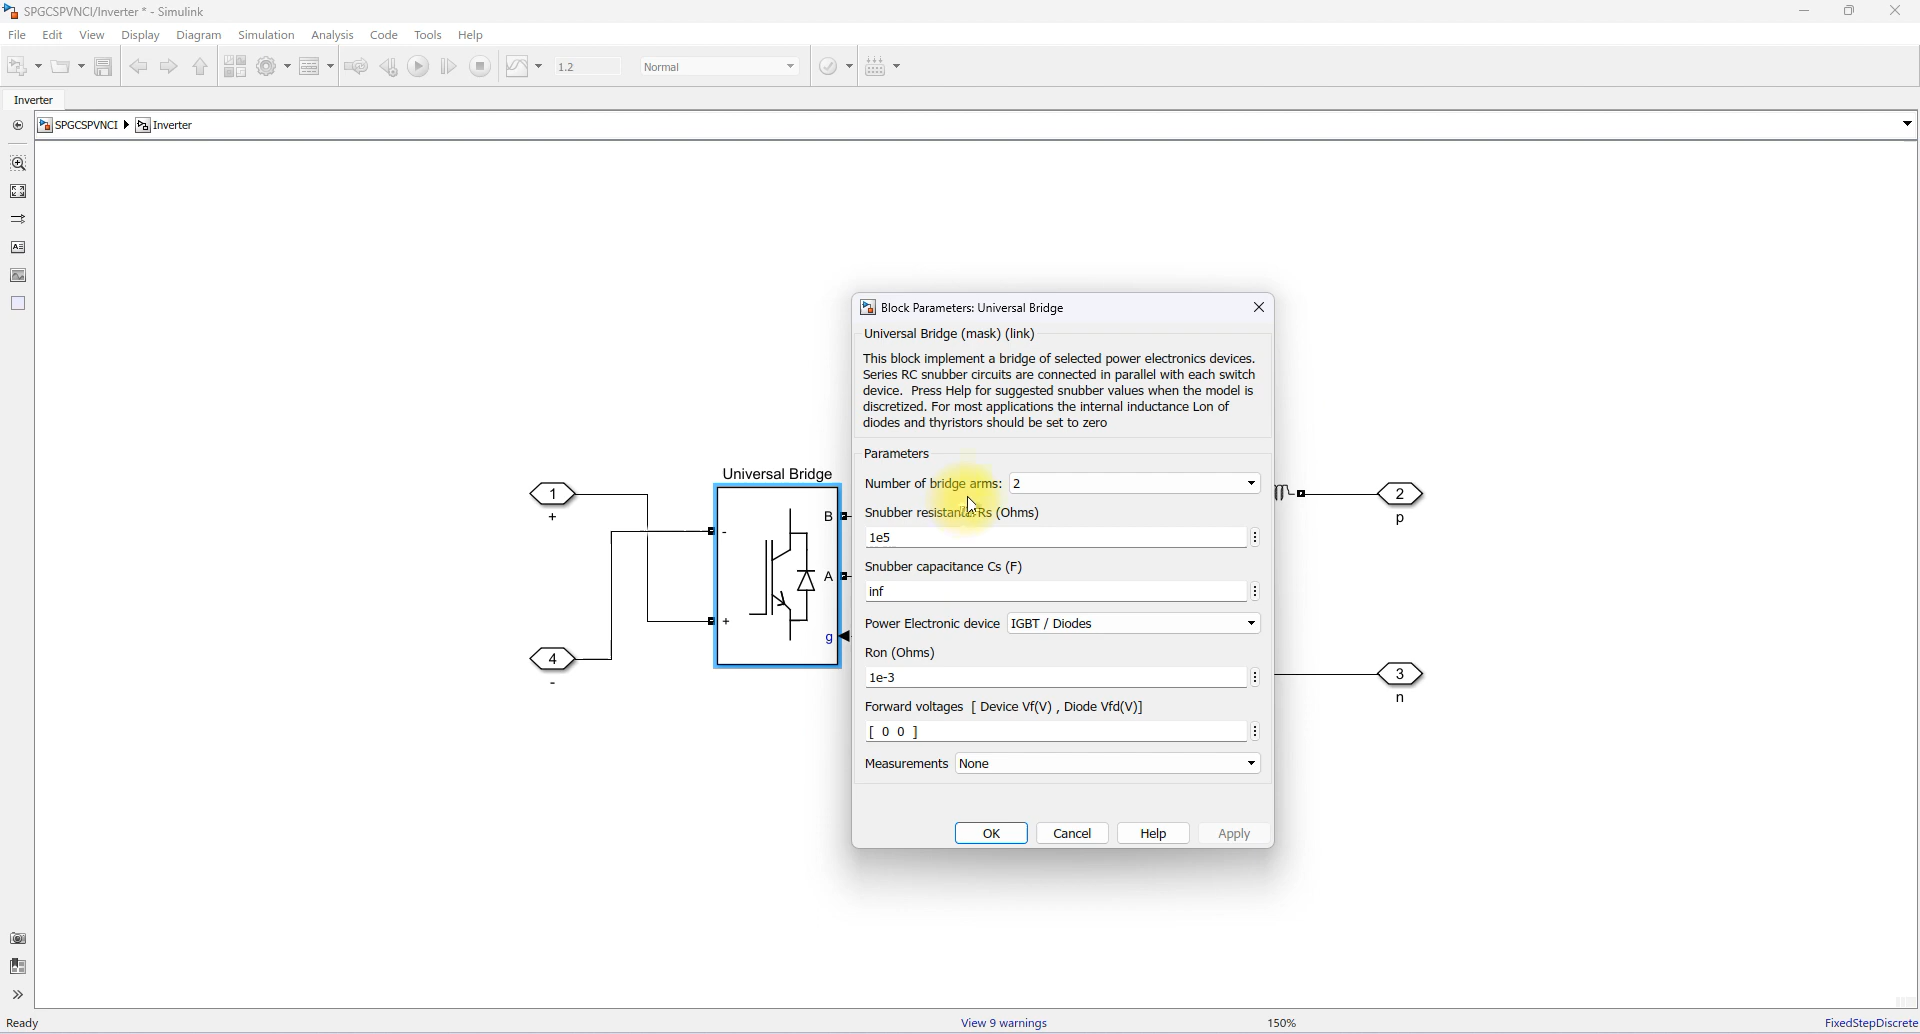 SPGCSPVNCI/Inverter * - Simulink
File Edit View Display Diagram Simulation Analysis Code Tools Help
1.2 Normal
Inverter
SPGCSPVNCI Inverter
Block Parameters: Universal Bridge
Universal Bridge (mask) (link)
This block implement a bridge of selected power electronics devices.
Series RC snubber circuits are connected in parallel with each switch
device. Press Help for suggested snubber values when the model is
discretized. For most applications the internal inductance Lon of
diodes and thyristors should be set to zero
Parameters
Number of bridge arms: 2
Snubber resistance Rs (Ohms)
1e5
Snubber capacitance Cs (F)
inf
Power Electronic device IGBT / Diodes
Ron (Ohms)
1e-3
Forward voltages [ Device Vf(V) , Diode Vfd(V)]
[ 0 0 ]
Measurements None
OK Cancel Help Apply
Universal Bridge
1
+
4
-
-
+
B
A
g
2
p
3
n
Ready View 9 warnings 150% FixedStepDiscrete